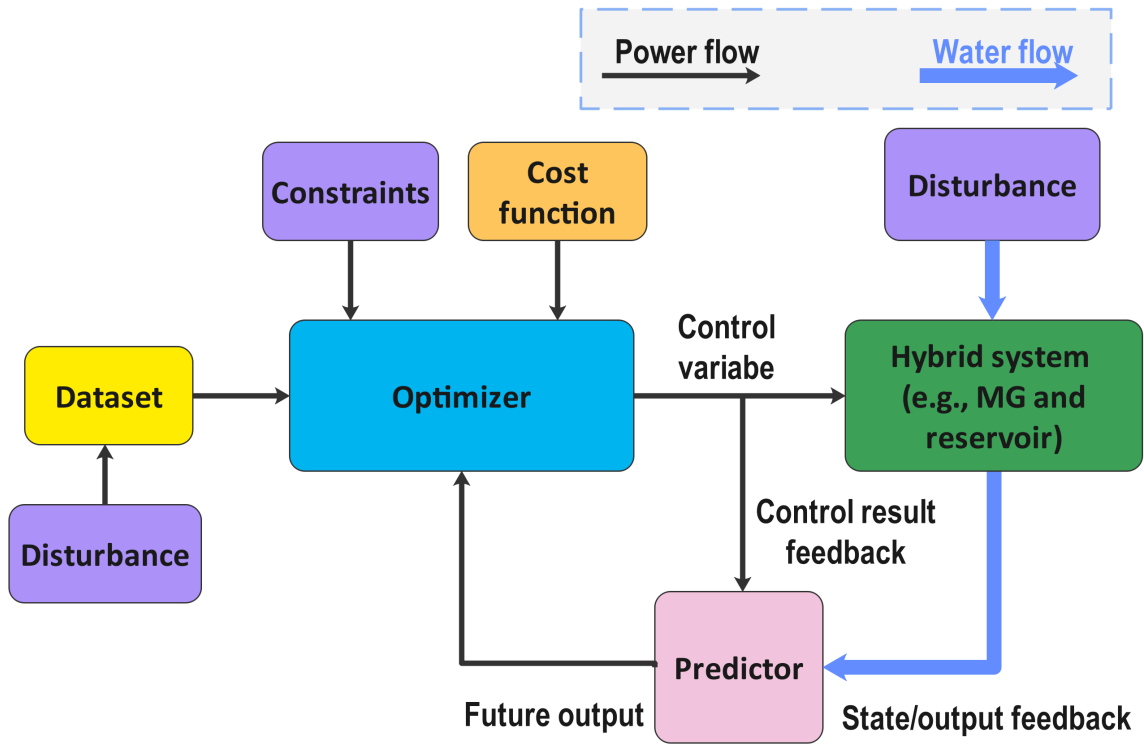 Power flow
Water flow
Constraints
Cost
function
Disturbance
Control
variabe
Hybrid system
(e.g., MG and
reservoir)
Dataset
Optimizer
Disturbance
Control result
feedback
Predictor
Future output
State/output feedback